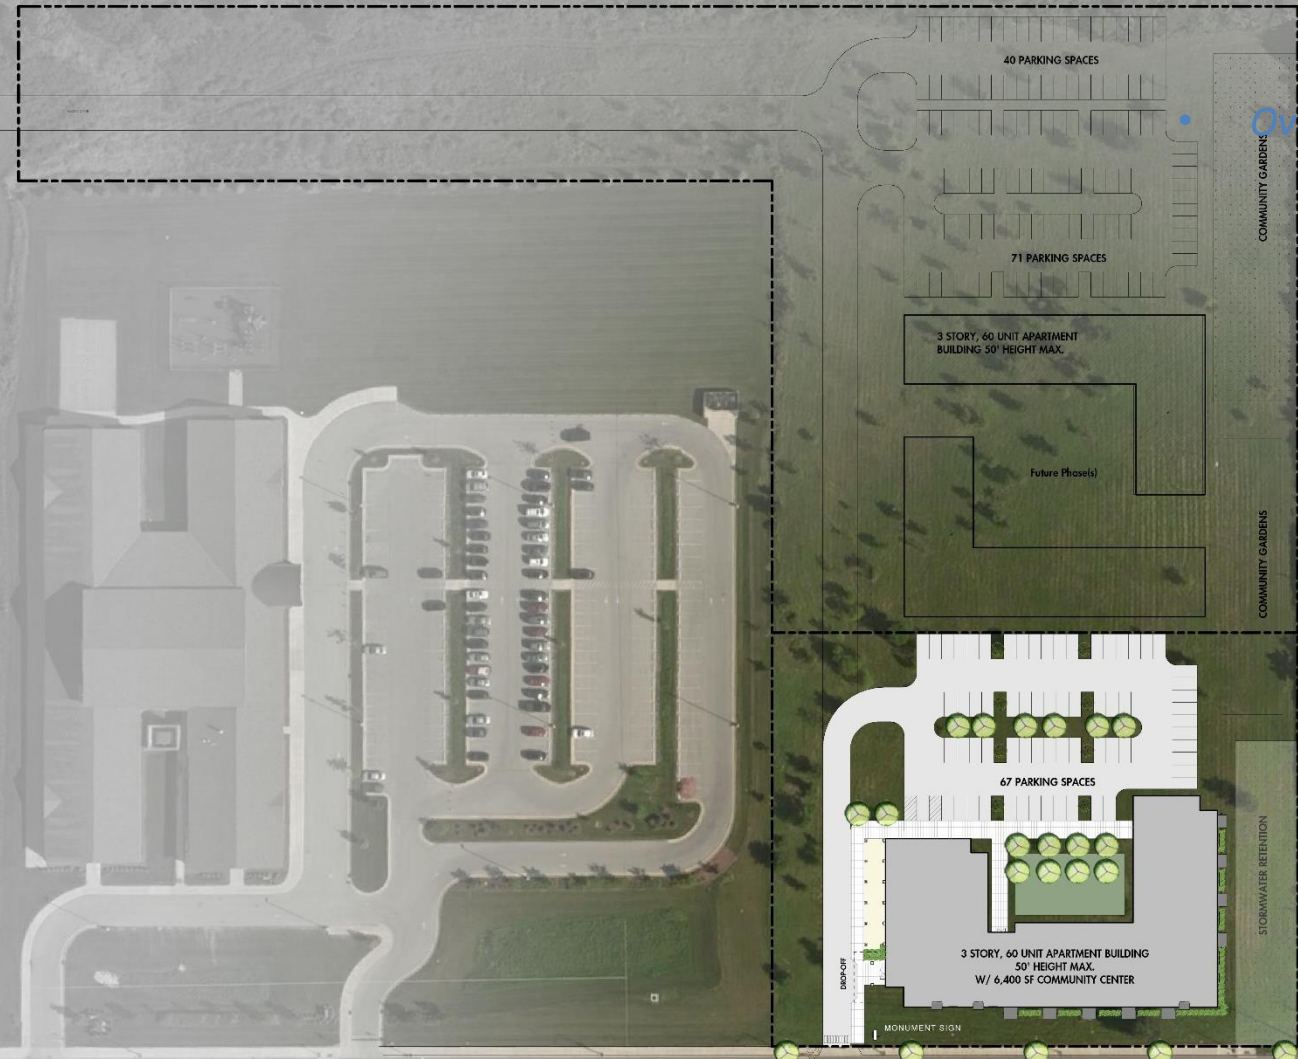 40 PARKING SPACES
Ov
COMMUNITY GARDENS
71 PARKING SPACES
3 STORY, 60 UNIT APARTMENT
BUILDING 50' HEIGHT MAX.
Future Phase(s)
COMMUNITY GARDENS
67 PARKING SPACES
STORMWATER RETENTION
3 STORY, 60 UNIT APARTMENT BUILDING
50' HEIGHT MAX.
W/ 6,400 SF COMMUNITY CENTER
DROP-OFF
MONUMENT SIGN